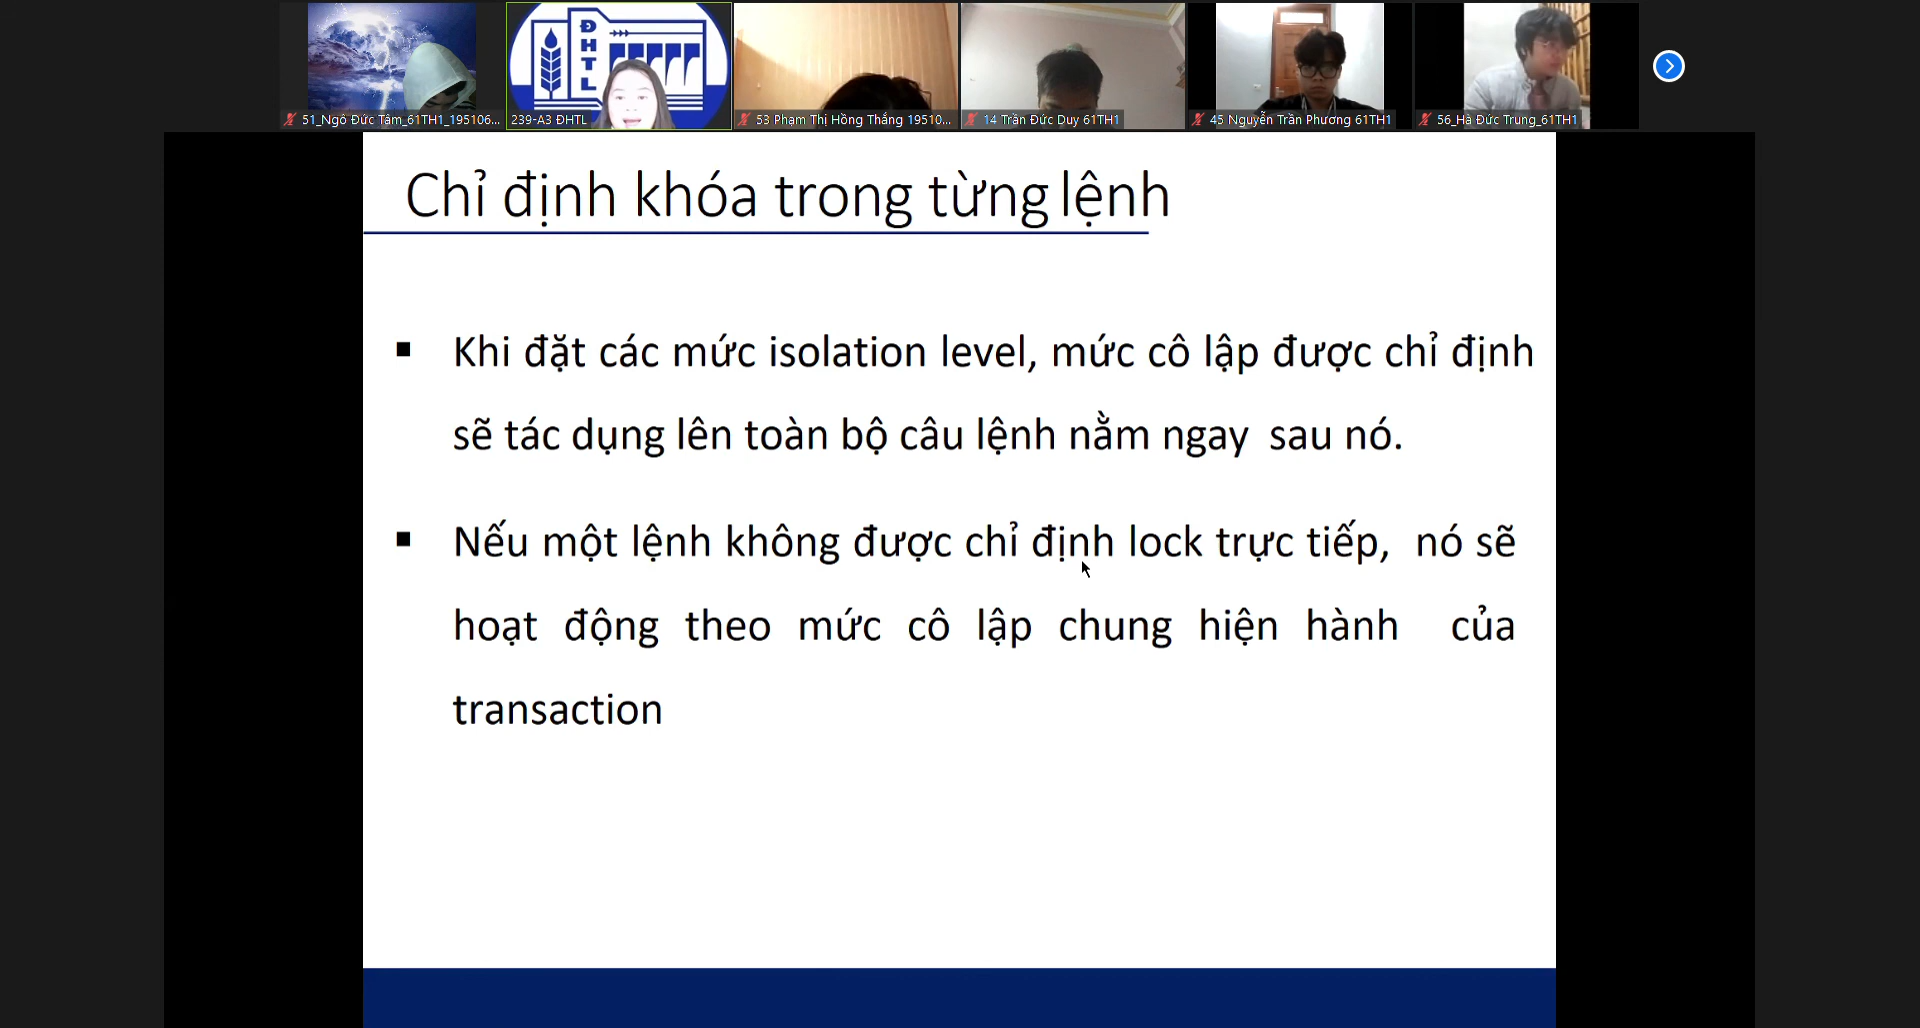 51_Ngô Đức Tâm_61TH1_195106...
ĐHTL
239-A3 ĐHTL
53 Phạm Thị Hồng Thắng 19510...
14 Trần Đức Duy 61TH1
45 Nguyễn Trần Phương 61TH1
56_Hà Đức Trung_61TH1
Chỉ định khóa trong từng lệnh
▪ Khi đặt các mức isolation level, mức cô lập được chỉ định
sẽ tác dụng lên toàn bộ câu lệnh nằm ngay sau nó.
▪ Nếu một lệnh không được chỉ định lock trực tiếp, nó sẽ
hoạt động theo mức cô lập chung hiện hành của
transaction